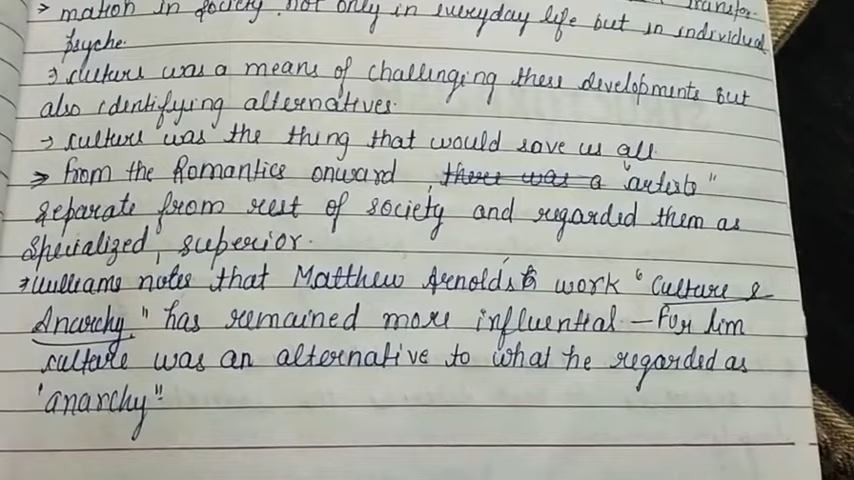 transfor-
→ mation in society not only in everyday life but in individual
psyche.
→ culture was a means of challenging these developments but
also identifying alternatives.
→ culture was the thing that would save us all.
→ from the Romantics onward, there was a "artists"
separate from rest of society and regarded them as
specialized, superior.
→ Williams notes that Matthew Arnold's work "Culture &
Anarchy" has remained more influential — For him
culture was an alternative to what he regarded as
'anarchy"